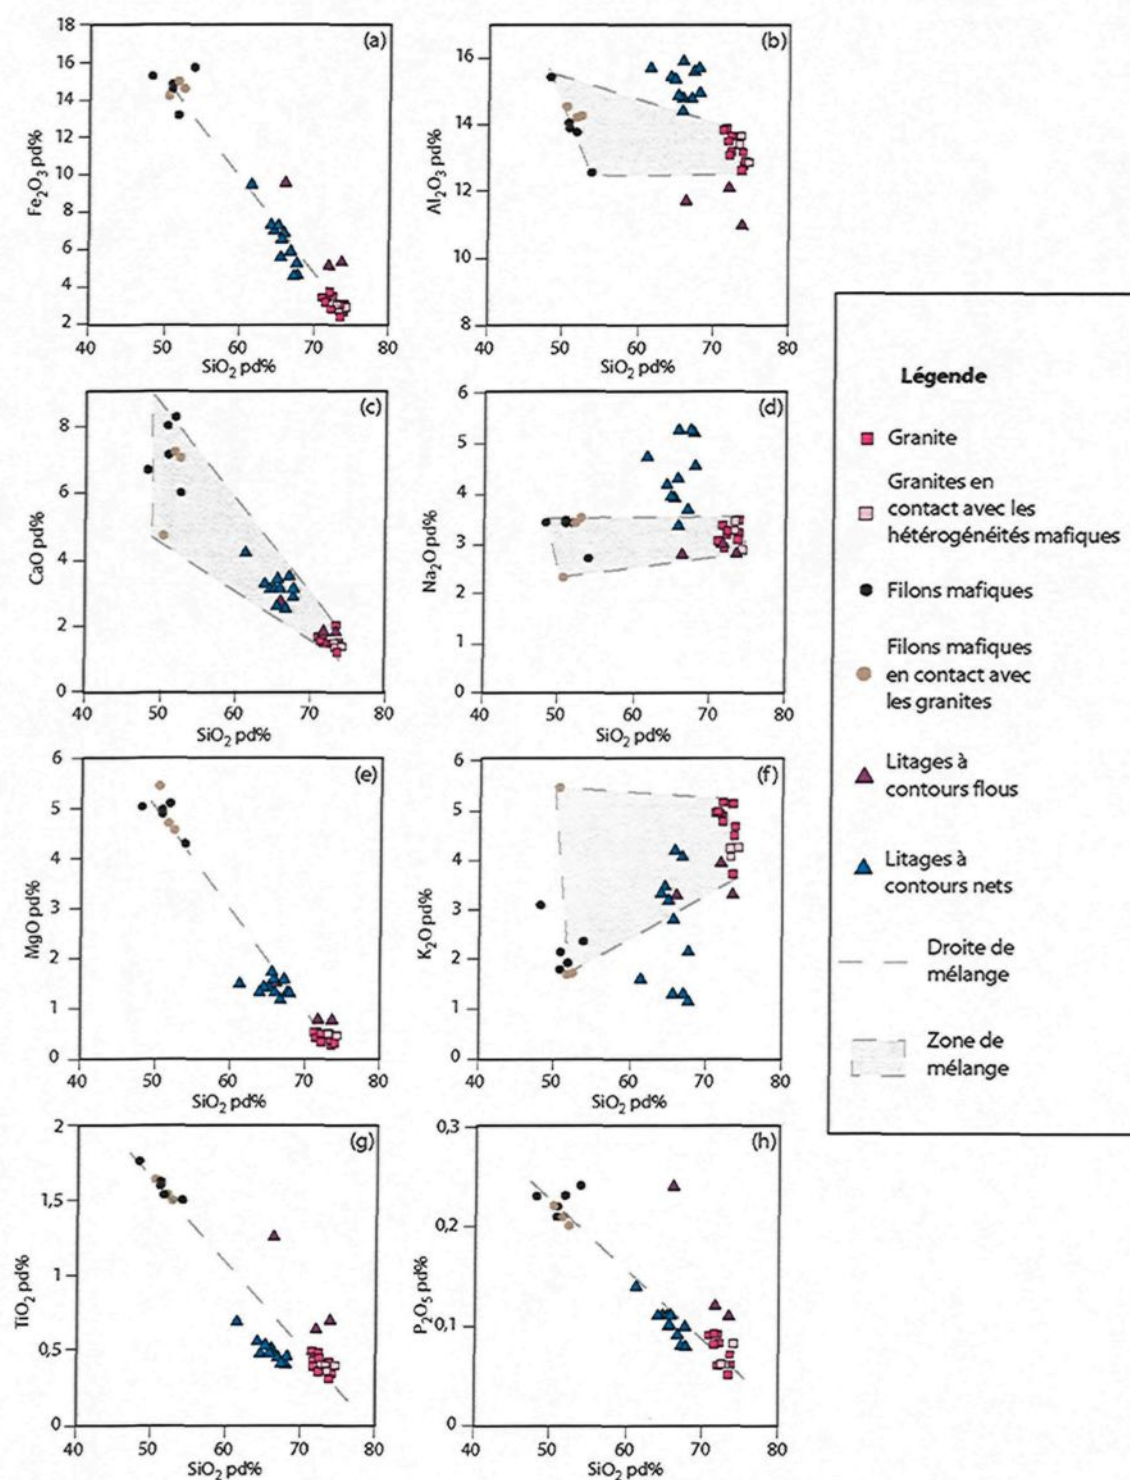 (a)
Fe2O3 pd%
18
16
14
12
10
8
6
4
2
40 50 60 70 80
SiO2 pd%
(b)
Al2O3 pd%
16
14
12
10
8
40 50 60 70 80
SiO2 pd%
(c)
CaO pd%
8
6
4
2
0
40 50 60 70 80
SiO2 pd%
(d)
Na2O pd%
6
5
4
3
2
1
0
40 50 60 70 80
SiO2 pd%
(e)
MgO pd%
6
5
4
3
2
1
0
40 50 60 70 80
SiO2 pd%
(f)
K2O pd%
6
5
4
3
2
1
0
40 50 60 70 80
SiO2 pd%
(g)
TiO2 pd%
2
1,5
1
0,5
0
40 50 60 70 80
SiO2 pd%
(h)
P2O5 pd%
0,3
0,2
0,1
0
40 50 60 70 80
SiO2 pd%
Légende
Granite
Granites en
contact avec les
hétérogénéités mafiques
Filons mafiques
Filons mafiques
en contact avec
les granites
Litages à
contours flous
Litages à
contours nets
Droite de
mélange
Zone de
mélange